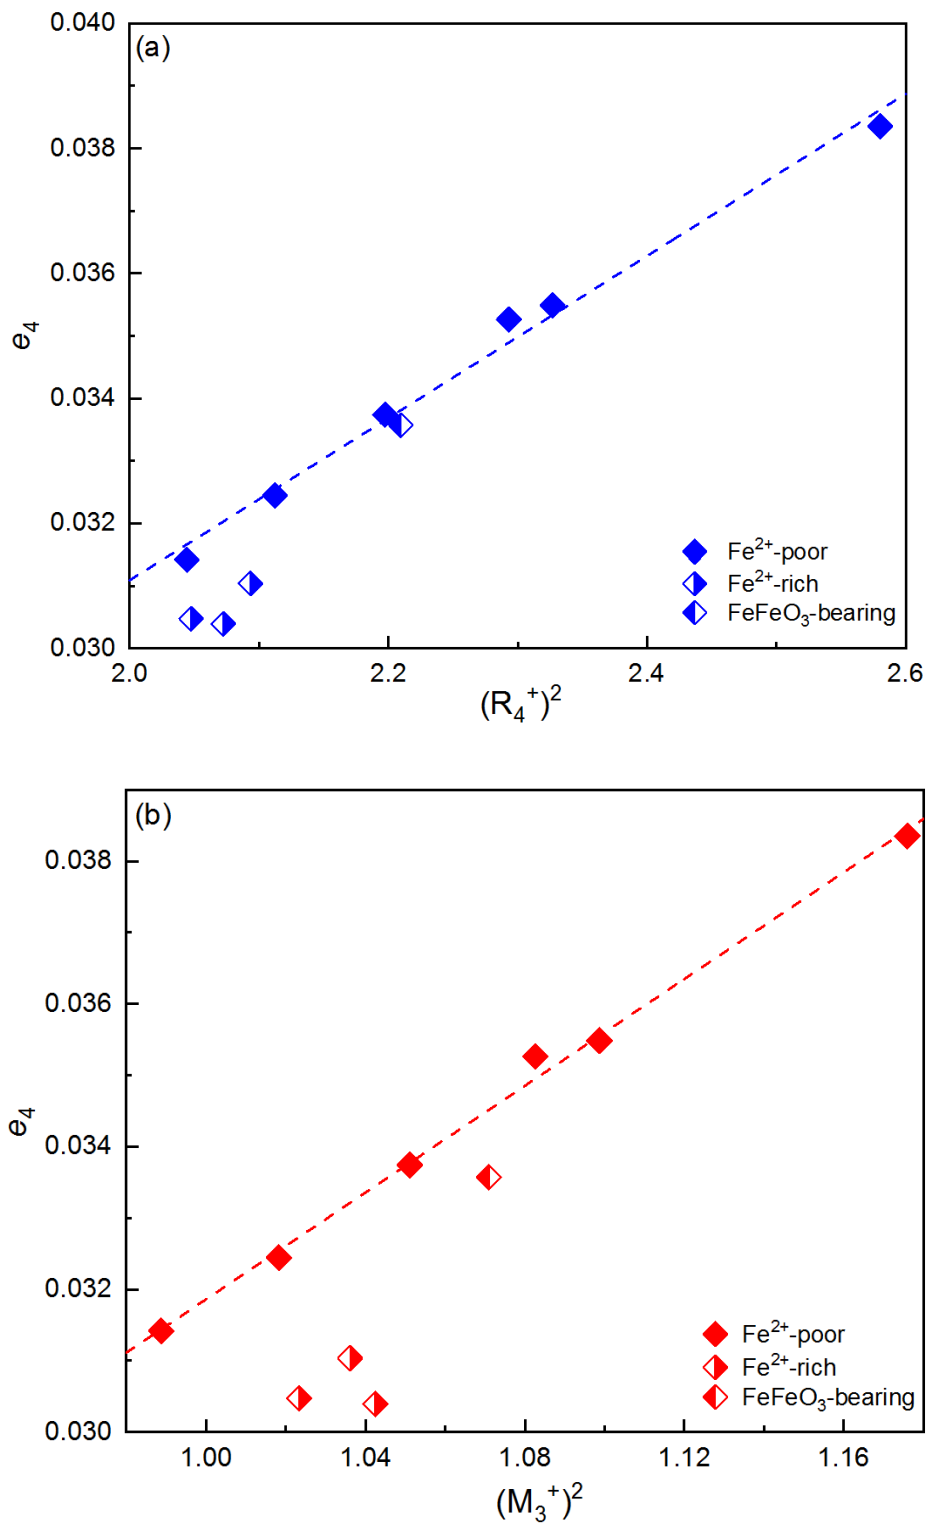 (a)
0.040
0.038
0.036
0.034
0.032
0.030
e₄
Fe²⁺-poor
Fe²⁺-rich
FeFeO₃-bearing
2.0 2.2 2.4 2.6
(R₄⁺)²
(b)
0.038
0.036
0.034
0.032
0.030
e₄
Fe²⁺-poor
Fe²⁺-rich
FeFeO₃-bearing
1.00 1.04 1.08 1.12 1.16
(M₃⁺)²